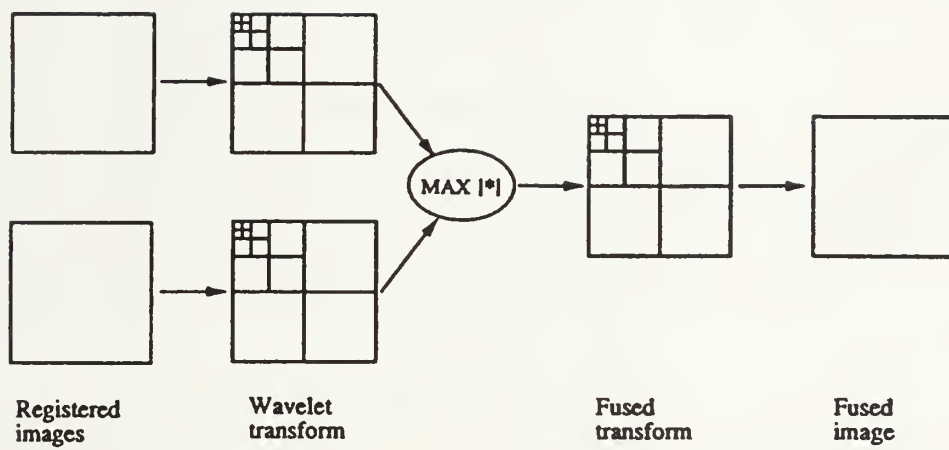 MAX |*|
Registered
images
Wavelet
transform
Fused
transform
Fused
image